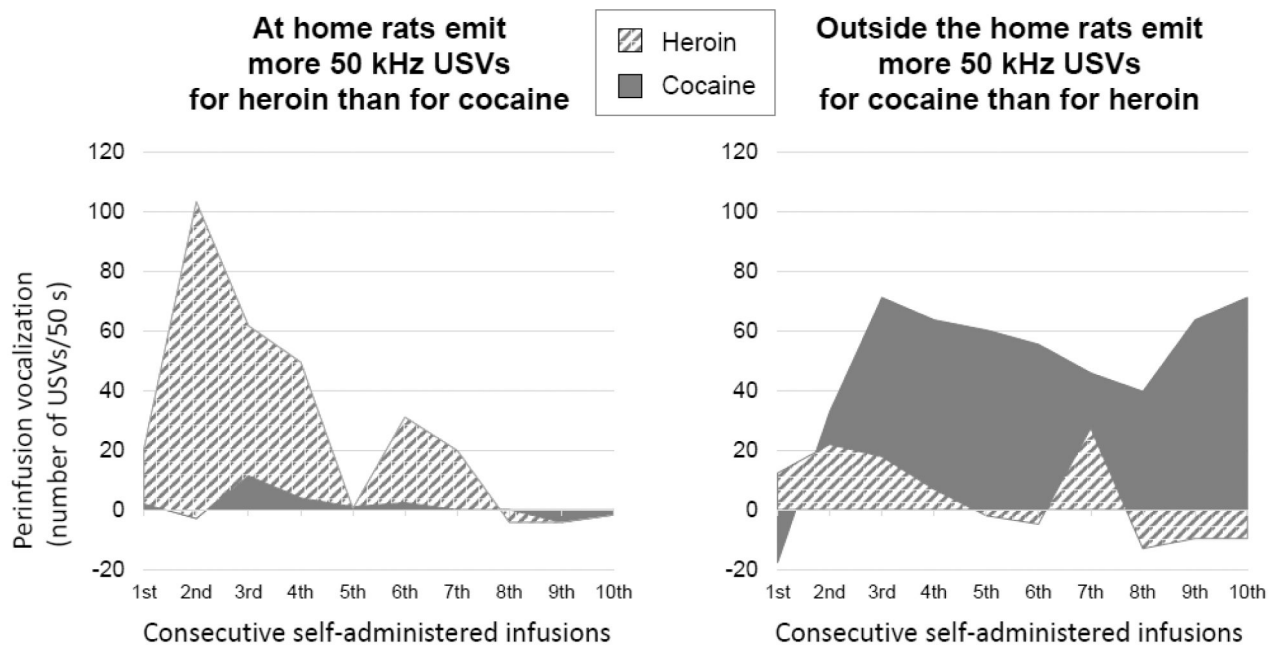 At home rats emit
more 50 kHz USVs
for heroin than for cocaine
Heroin
Cocaine
Outside the home rats emit
more 50 kHz USVs
for cocaine than for heroin
Perinfusion vocalization
(number of USVs/50 s)
120
100
80
60
40
20
0
-20
1st 2nd 3rd 4th 5th 6th 7th 8th 9th 10th
Consecutive self-administered infusions
120
100
80
60
40
20
0
-20
1st 2nd 3rd 4th 5th 6th 7th 8th 9th 10th
Consecutive self-administered infusions